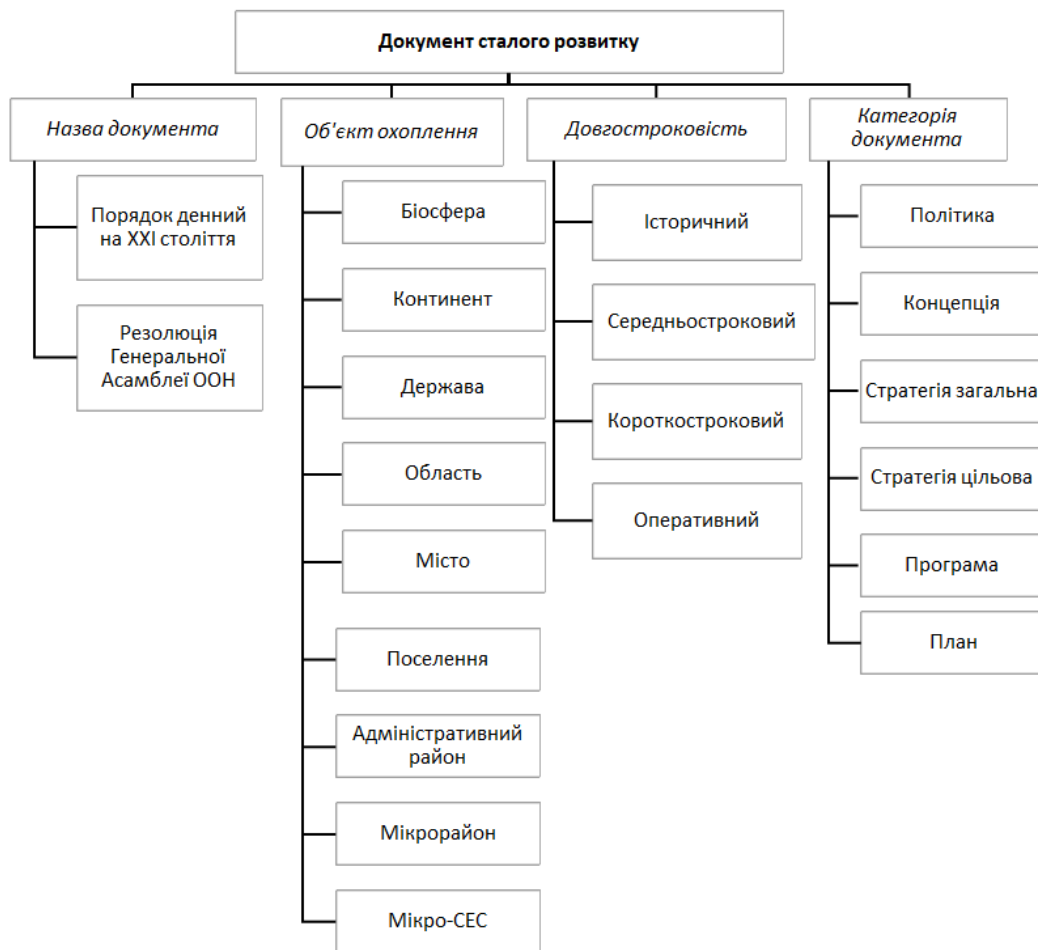 Документ сталого розвитку
Назва документа
Порядок денний
на XXI століття
Резолюція
Генеральної
Асамблеї ООН
Об'єкт охоплення
Біосфера
Континент
Держава
Область
Місто
Поселення
Адміністративний
район
Мікрорайон
Мікро-СЕС
Довгостроковість
Історичний
Середньостроковий
Короткостроковий
Оперативний
Категорія
документа
Політика
Концепція
Стратегія загальна
Стратегія цільова
Програма
План